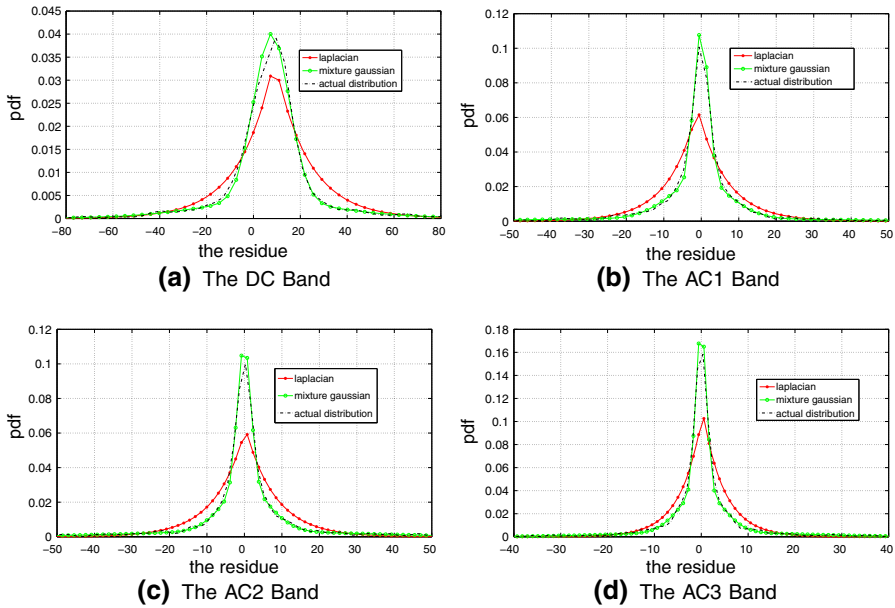 0.045
0.04
0.035
0.03
0.025
0.02
0.015
0.01
0.005
0
pdf
laplacian
mixture gaussian
actual distribution
−80 −60 −40 −20 0 20 40 60 80
the residue
(a) The DC Band
0.12
0.1
0.08
0.06
0.04
0.02
0
pdf
laplacian
mixture gaussian
actual distribution
−50 −40 −30 −20 −10 0 10 20 30 40 50
the residue
(b) The AC1 Band
0.12
0.1
0.08
0.06
0.04
0.02
0
pdf
laplacian
mixture gaussian
actual distribution
−50 −40 −30 −20 −10 0 10 20 30 40 50
the residue
(c) The AC2 Band
0.18
0.16
0.14
0.12
0.1
0.08
0.06
0.04
0.02
0
pdf
laplacian
mixture gaussian
actual distribution
−40 −30 −20 −10 0 10 20 30 40
the residue
(d) The AC3 Band